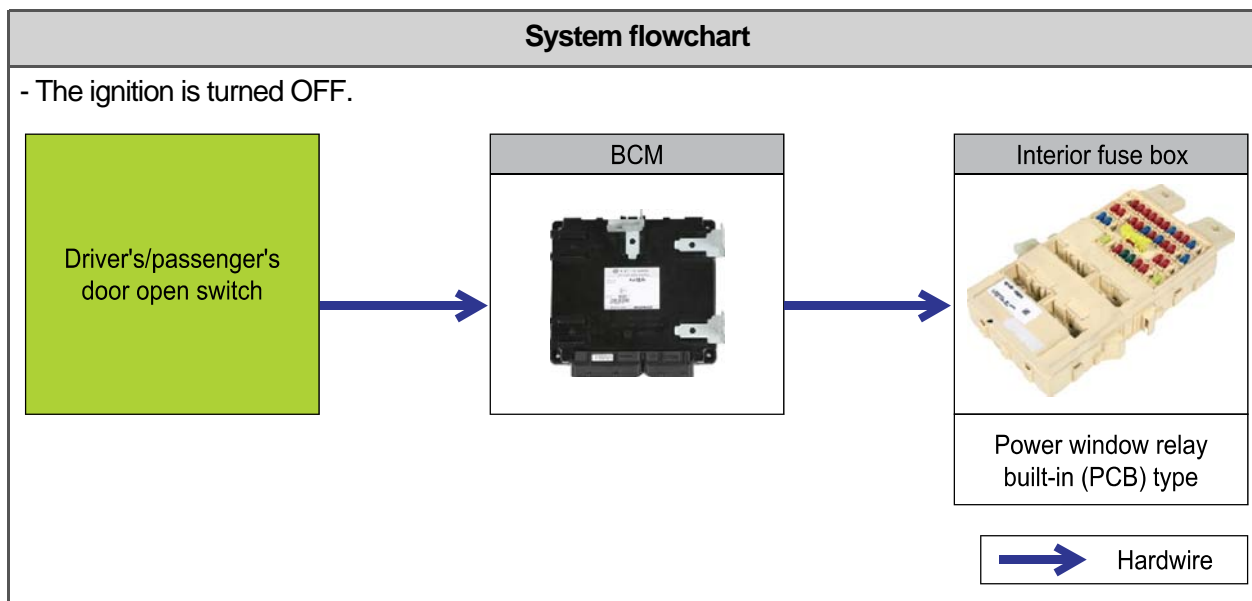 System flowchart
- The ignition is turned OFF.
Driver's/passenger's
door open switch
BCM
Interior fuse box
Power window relay
built-in (PCB) type
Hardwire